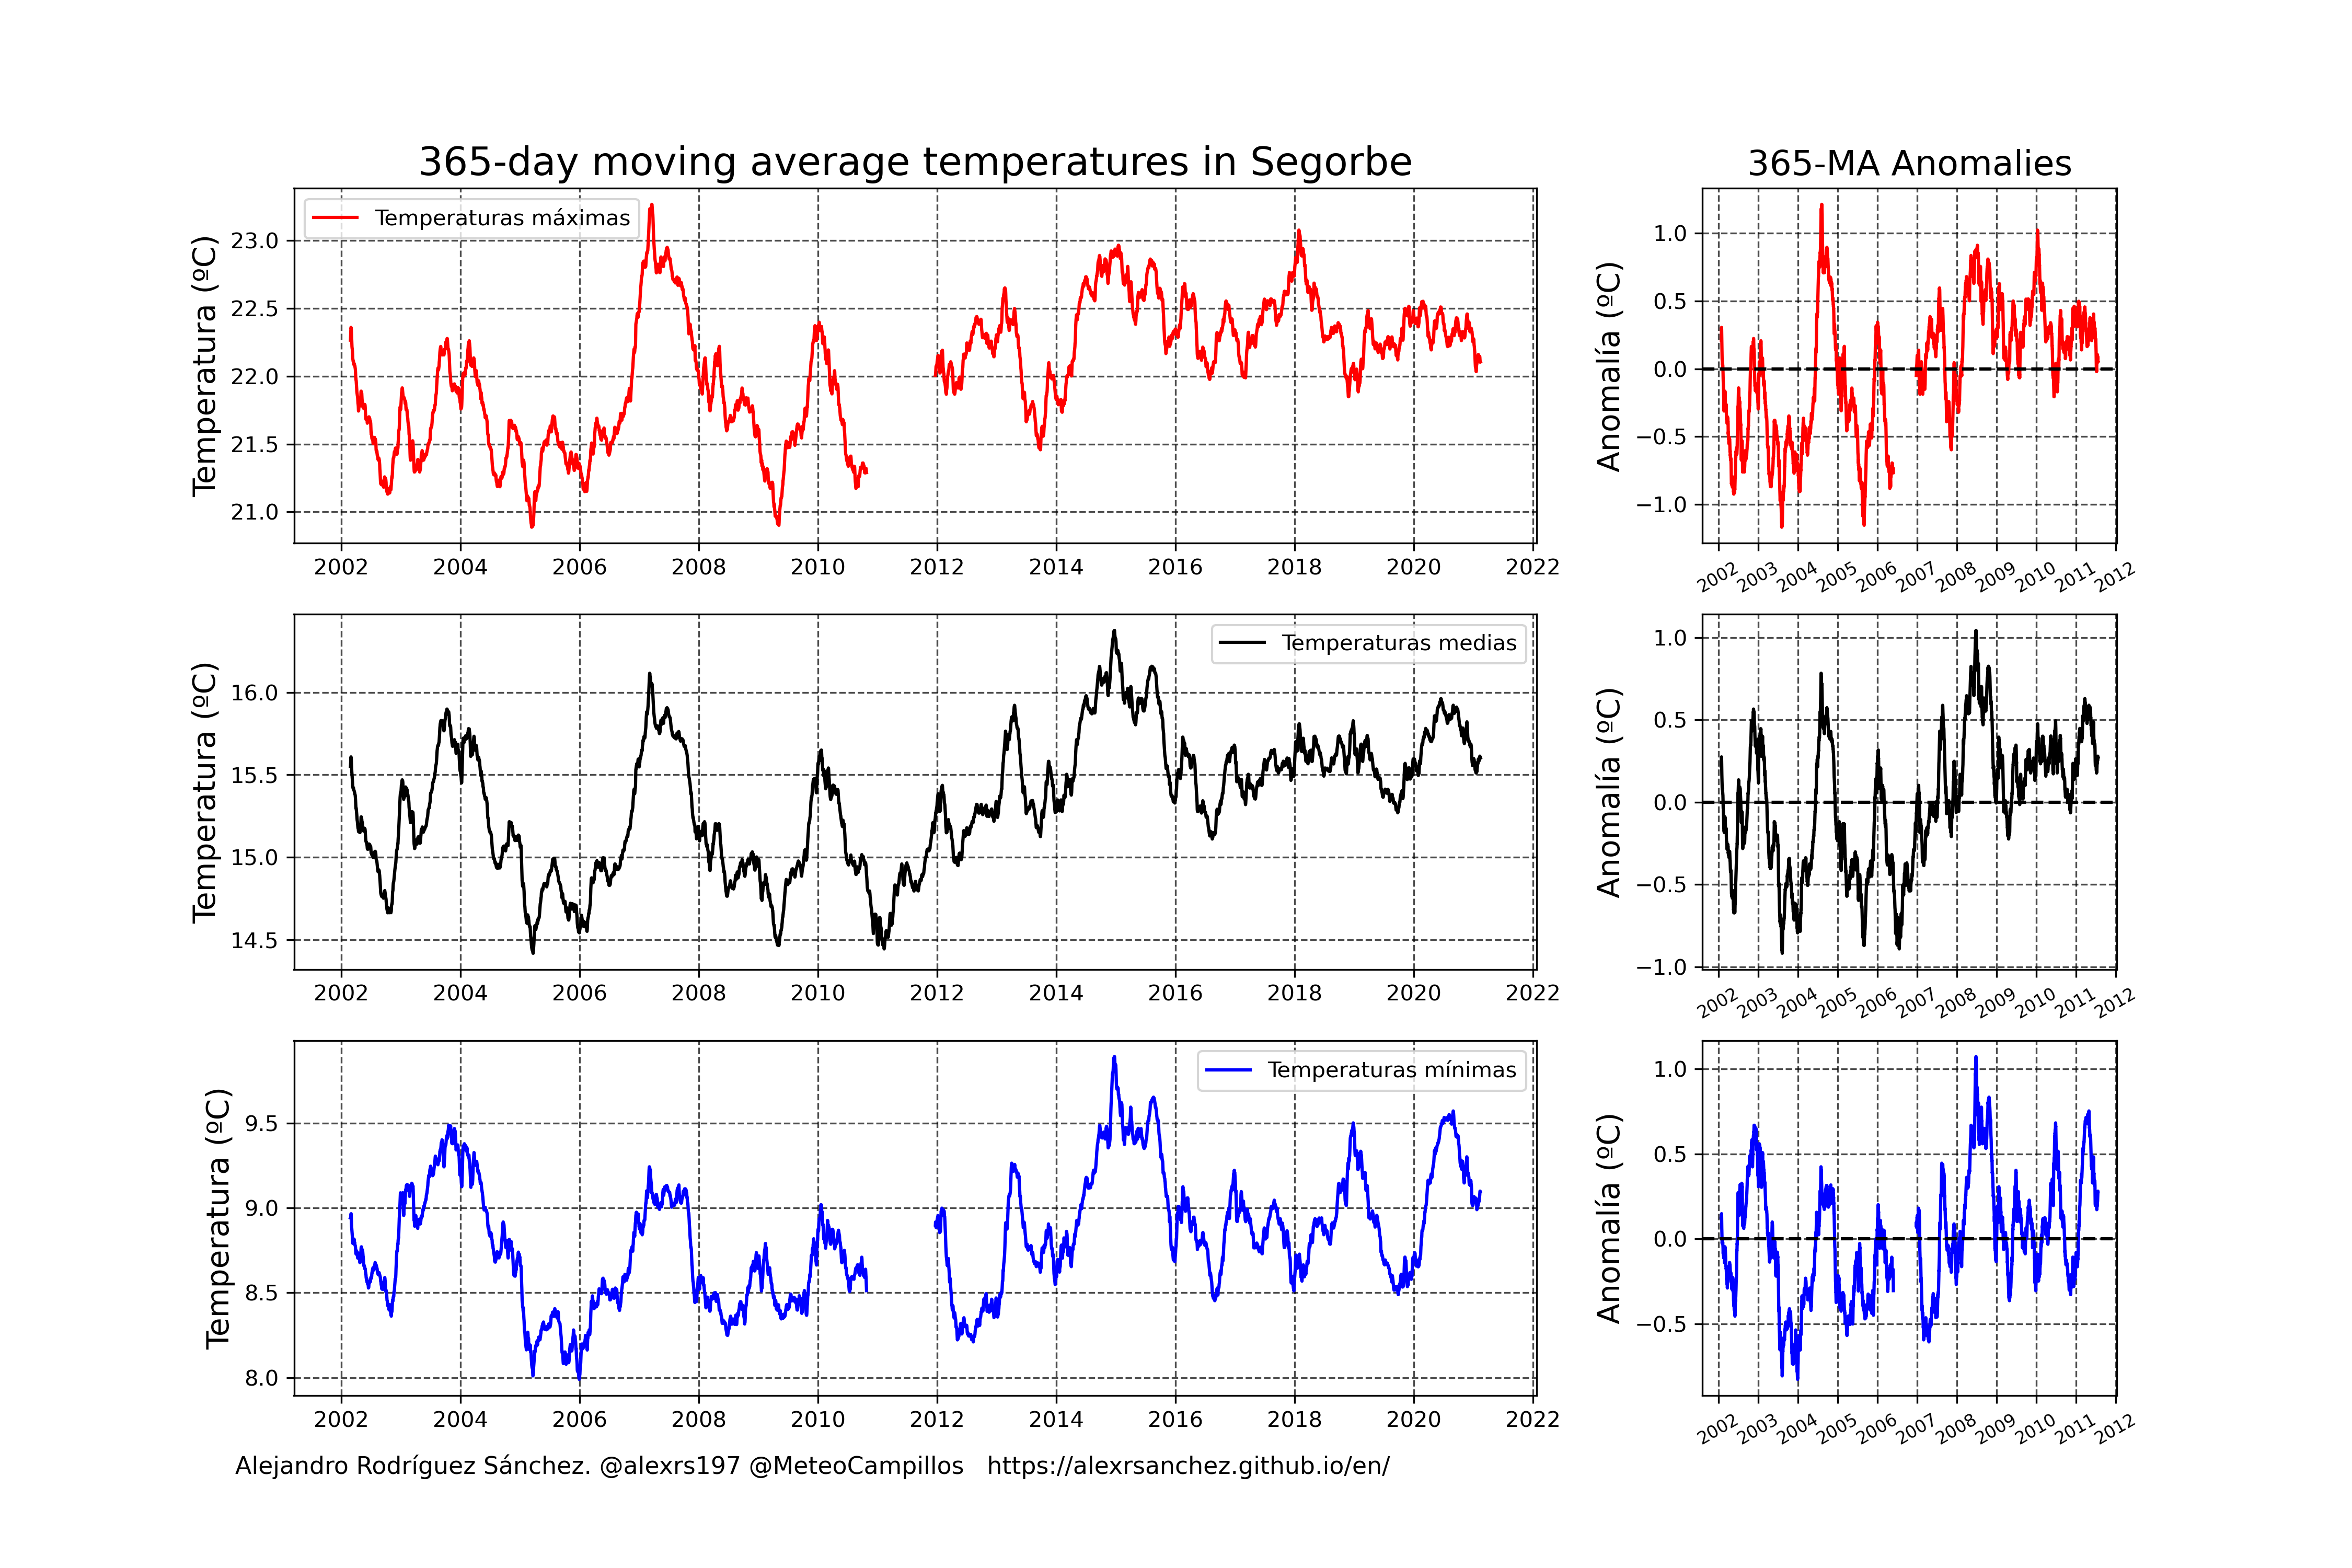 365-day moving average temperatures in Segorbe
365-MA Anomalies
Temperaturas máximas
Temperatura (ºC)
23.0
22.5
22.0
21.5
21.0
2002 2004 2006 2008 2010 2012 2014 2016 2018 2020 2022
Anomalía (ºC)
1.0
0.5
0.0
−0.5
−1.0
2002 2003 2004 2005 2006 2007 2008 2009 2010 2011 2012
Temperaturas medias
Temperatura (ºC)
16.0
15.5
15.0
14.5
2002 2004 2006 2008 2010 2012 2014 2016 2018 2020 2022
Anomalía (ºC)
1.0
0.5
0.0
−0.5
−1.0
2002 2003 2004 2005 2006 2007 2008 2009 2010 2011 2012
Temperaturas mínimas
Temperatura (ºC)
9.5
9.0
8.5
8.0
2002 2004 2006 2008 2010 2012 2014 2016 2018 2020 2022
Anomalía (ºC)
1.0
0.5
0.0
−0.5
2002 2003 2004 2005 2006 2007 2008 2009 2010 2011 2012
Alejandro Rodríguez Sánchez. @alexrs197 @MeteoCampillos https://alexrsanchez.github.io/en/